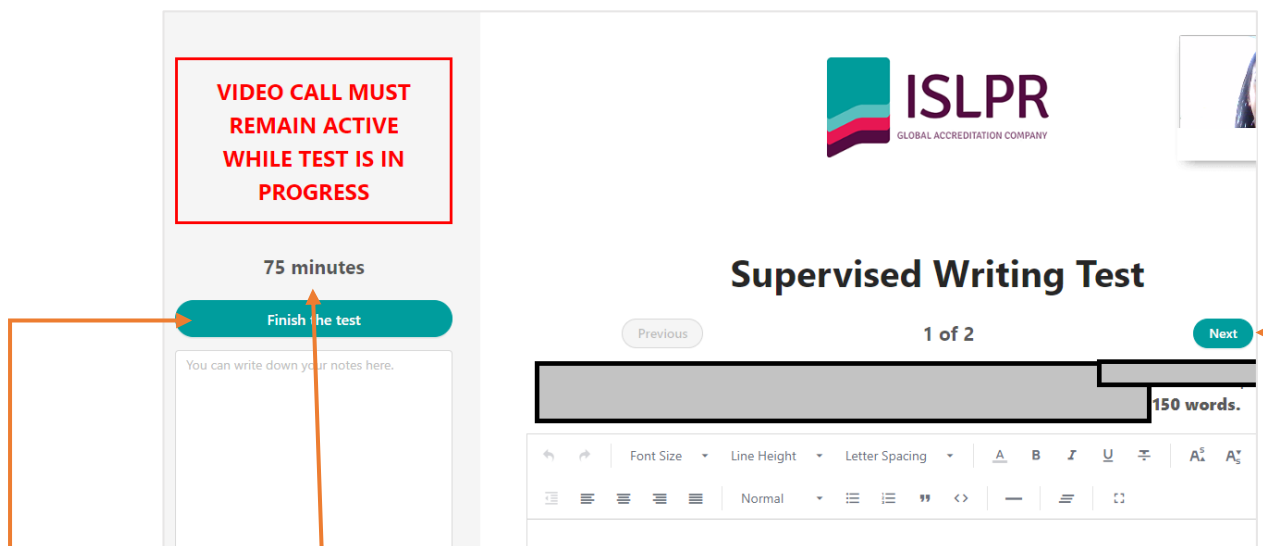 VIDEO CALL MUST
REMAIN ACTIVE
WHILE TEST IS IN
PROGRESS
75 minutes
Finish the test
You can write down your notes here.
ISLPR
GLOBAL ACCREDITATION COMPANY
Supervised Writing Test
Previous
1 of 2
Next
150 words.
Font Size
Line Height
Letter Spacing
A B I U
Normal